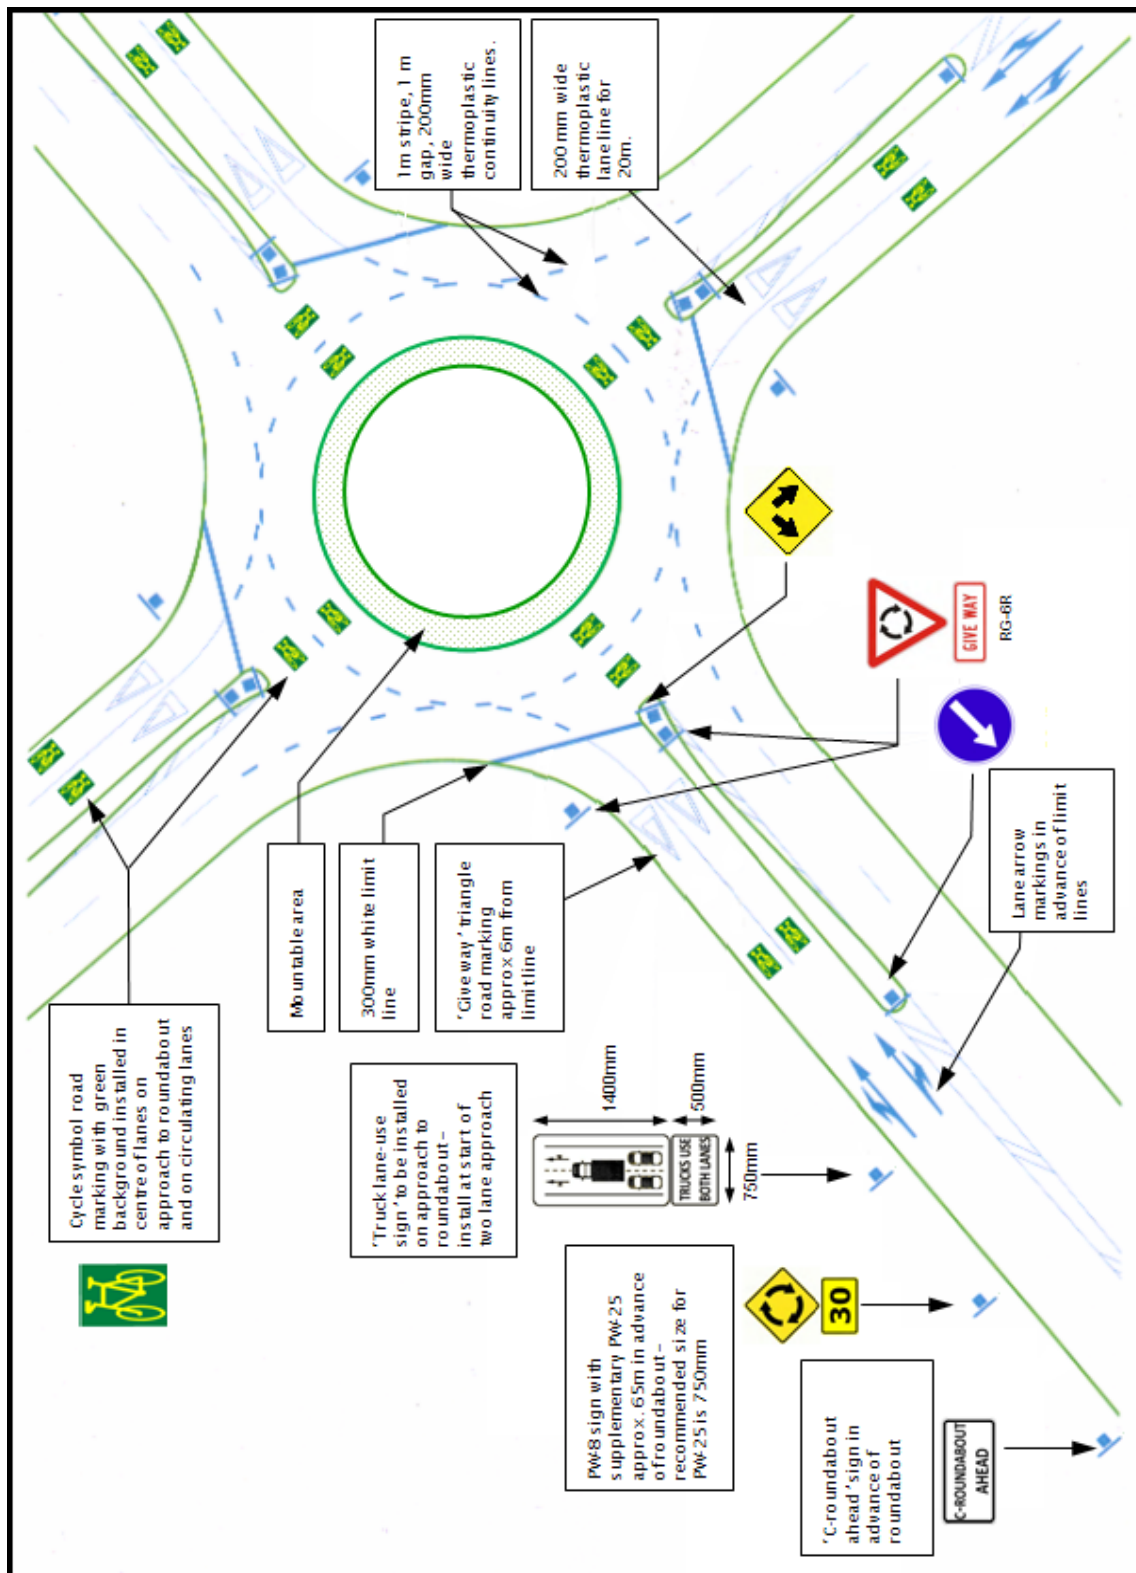 1m stripe, 1 m
gap, 200mm
wide
thermoplastic
continuity lines.
200 mm wide
thermoplastic
lane line for
20m.
Cycle symbol road
marking with green
background installed in
centre of lanes on
approach to roundabout
and on circulating lanes
Mountable area
300mm white limit
line
'Give way' triangle
road marking
approx 6m from
limit line
GIVE WAY
RG-6R
Lane arrow
markings in
advance of limit
lines
'Truck lane-use
sign' to be installed
on approach to
roundabout –
install at start of
two lane approach
1400mm
500mm
TRUCKS USE
BOTH LANES
750mm
PW-8 sign with
supplementary PW-25
approx. 65m in advance
of roundabout –
recommended size for
PW-25 is 750mm
30
'C-roundabout
ahead' sign in
advance of
roundabout
C-ROUNDABOUT
AHEAD